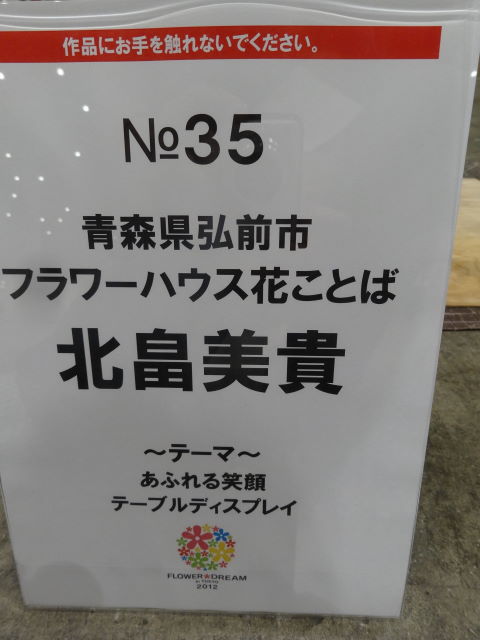 作品にお手を触れないでください。
№35
青森県弘前市
フラワーハウス花ことば
北畠美貴
～テーマ～
あふれる笑顔
テーブルディスプレイ
FLOWER★DREAM
in TOKYO
2012